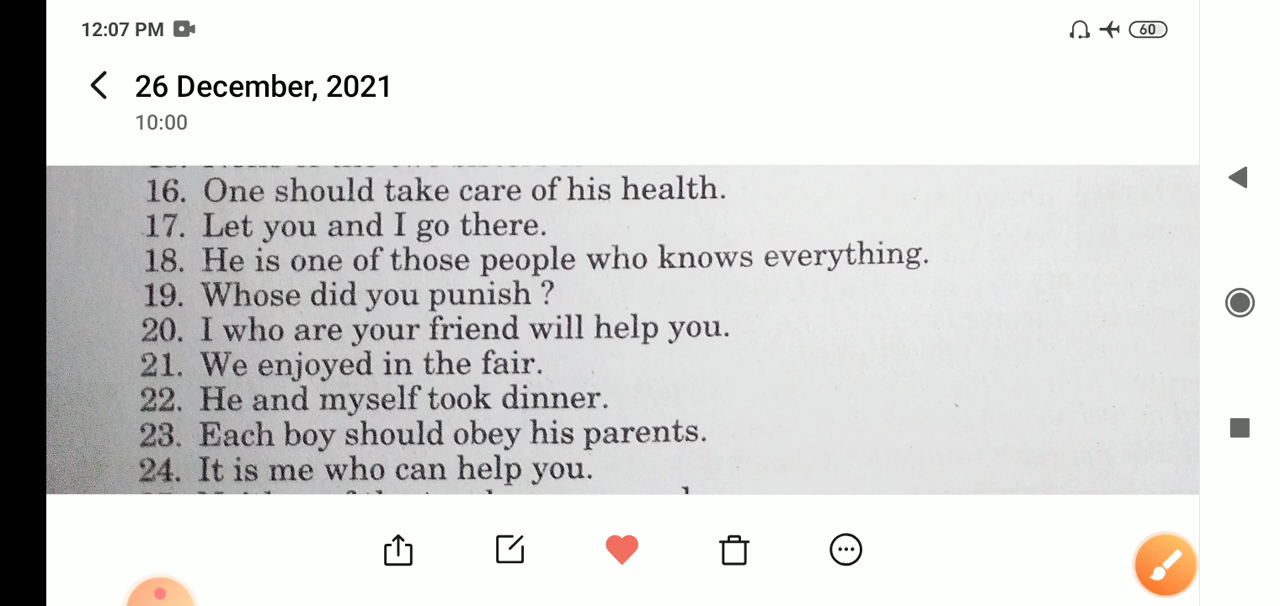 12:07 PM
60
26 December, 2021
10:00
16. One should take care of his health.
17. Let you and I go there.
18. He is one of those people who knows everything.
19. Whose did you punish ?
20. I who are your friend will help you.
21. We enjoyed in the fair.
22. He and myself took dinner.
23. Each boy should obey his parents.
24. It is me who can help you.